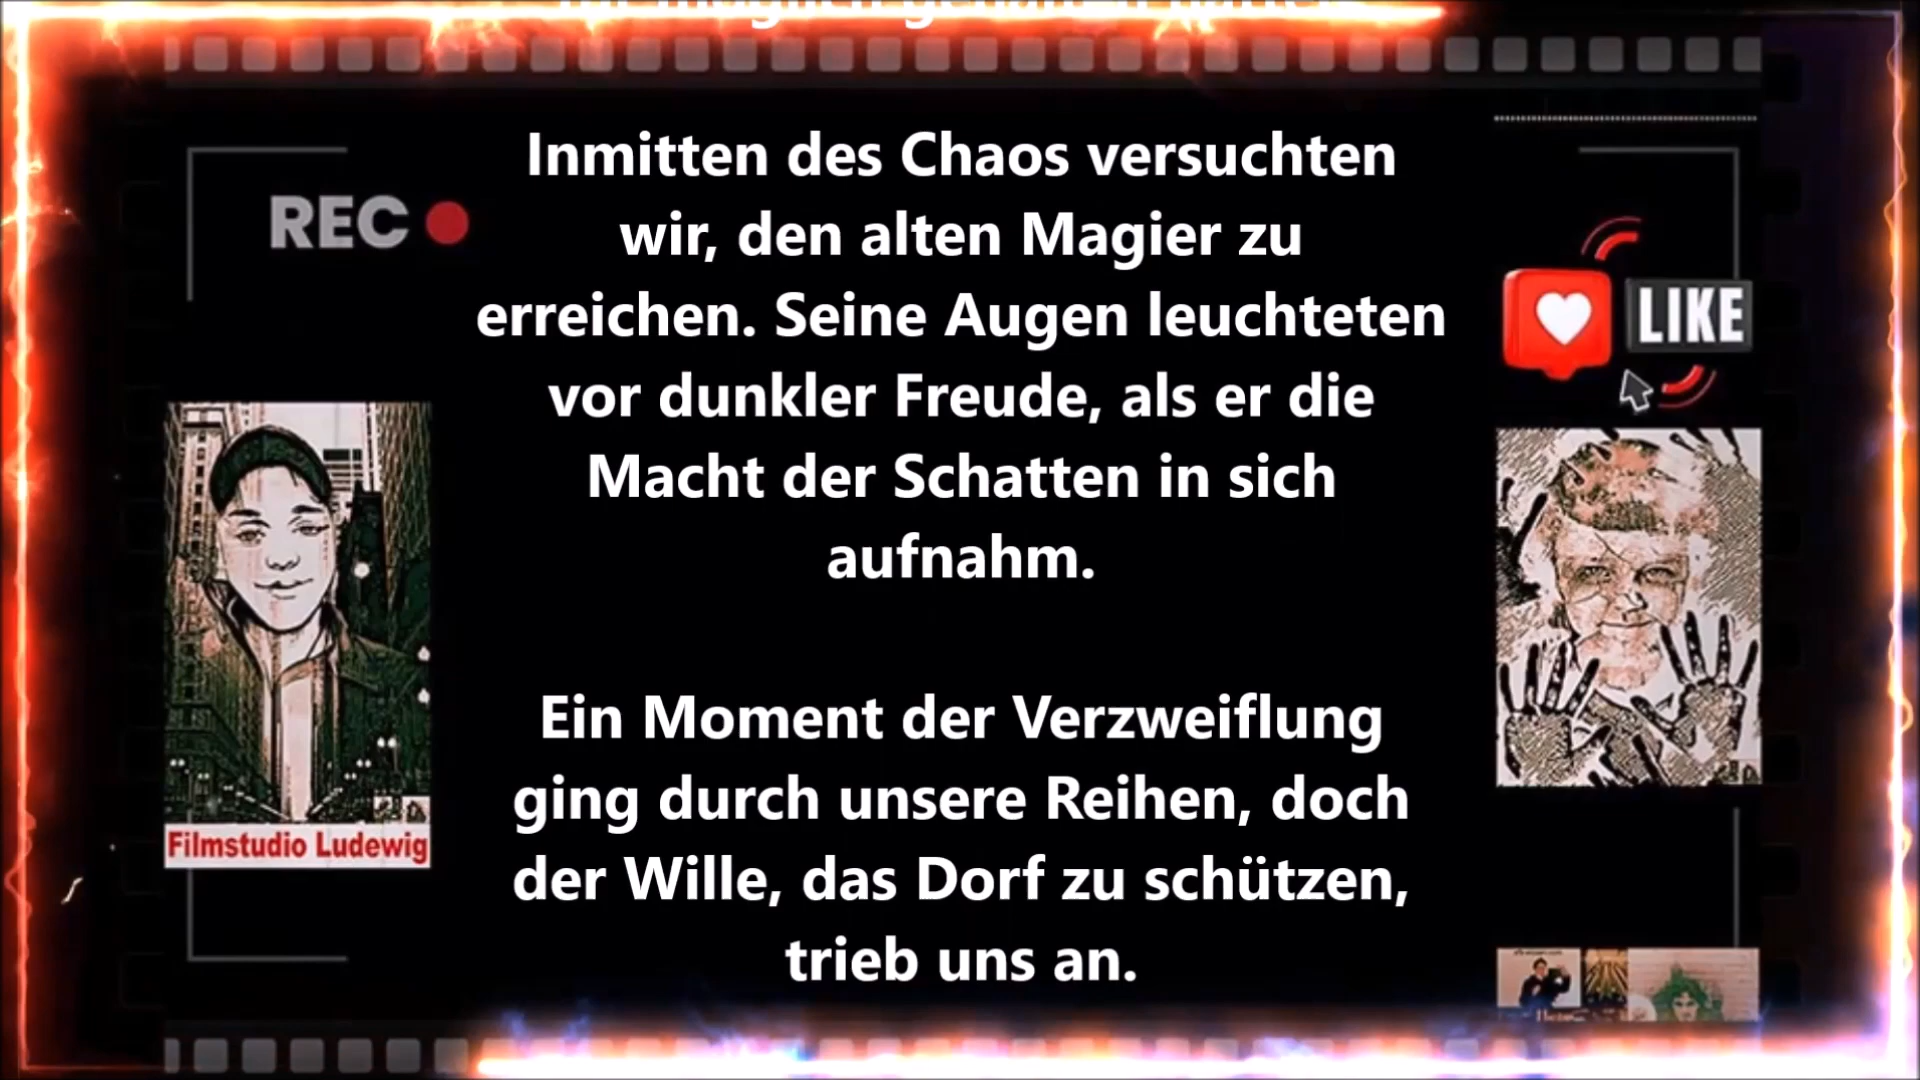 Inmitten des Chaos versuchten
wir, den alten Magier zu
erreichen. Seine Augen leuchteten
vor dunkler Freude, als er die
Macht der Schatten in sich
aufnahm.
Ein Moment der Verzweiflung
ging durch unsere Reihen, doch
der Wille, das Dorf zu schützen,
trieb uns an.
REC
Filmstudio Ludewig
LIKE